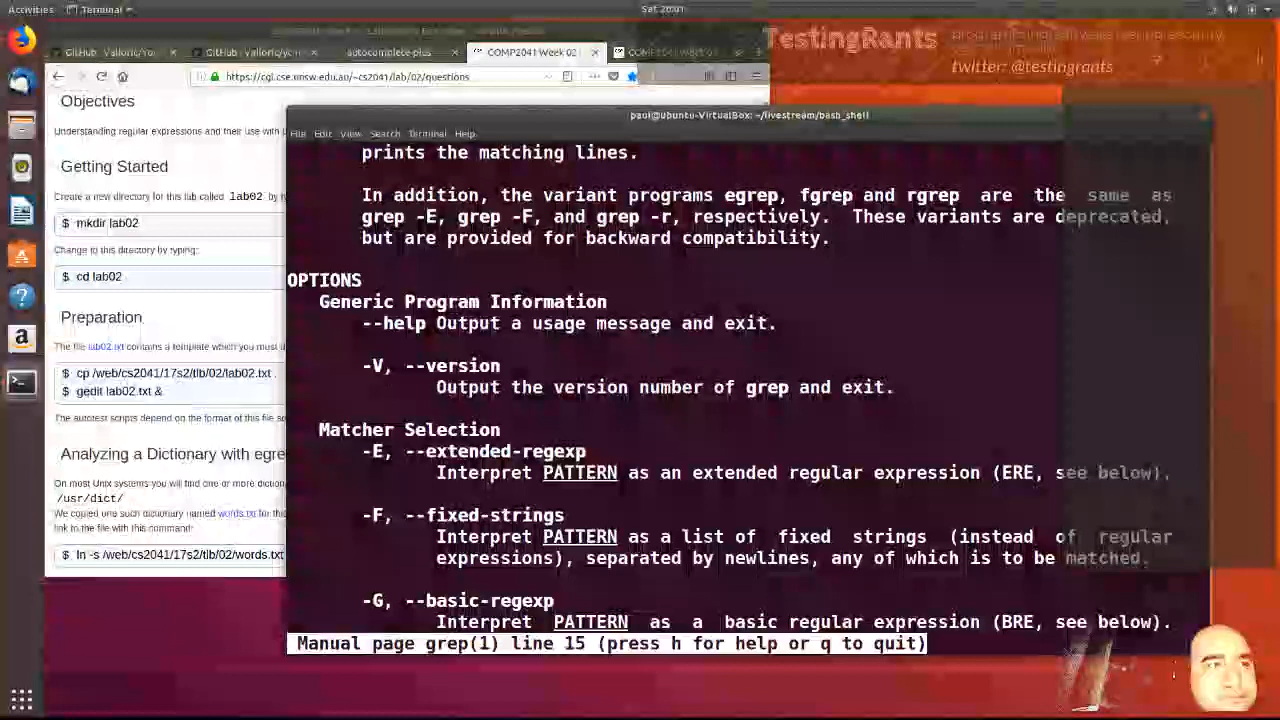 Activities
Terminal
Sat 20:01
TestingRants
twitter: @testingrants
GitHub - Valloric/Yo
GitHub - Valloric/yc
autocomplete-plus
COMP2041 Week 02
https://cgi.cse.unsw.edu.au/~cs2041/lab/02/questions
Objectives
Understanding regular expressions and their use with
Getting Started
Create a new directory for this lab called lab02 by
$ mkdir lab02
Change to this directory by typing:
$ cd lab02
Preparation
The file lab02.txt contains a template which you must
$ cp /web/cs2041/17s2/tlb/02/lab02.txt .
$ gedit lab02.txt &
The autotest scripts depend on the format of this file
Analyzing a Dictionary with
On most Unix systems you will find one or more
/usr/dict/
We copied one such dictionary named words.txt for
link to the file with this command:
$ ln -s /web/cs2041/17s2/tlb/02/words.txt
paul@ubuntu-VirtualBox: ~/livestream/bash_shell
File Edit View Search Terminal Help
prints the matching lines.
In addition, the variant programs egrep, fgrep and rgrep are the same as
grep -E, grep -F, and grep -r, respectively. These variants are deprecated,
but are provided for backward compatibility.
OPTIONS
Generic Program Information
--help Output a usage message and exit.
-V, --version
Output the version number of grep and exit.
Matcher Selection
-E, --extended-regexp
Interpret PATTERN as an extended regular expression (ERE, see below).
-F, --fixed-strings
Interpret PATTERN as a list of fixed strings (instead of regular
expressions), separated by newlines, any of which is to be matched.
-G, --basic-regexp
Interpret PATTERN as a basic regular expression (BRE, see below).
Manual page grep(1) line 15 (press h for help or q to quit)